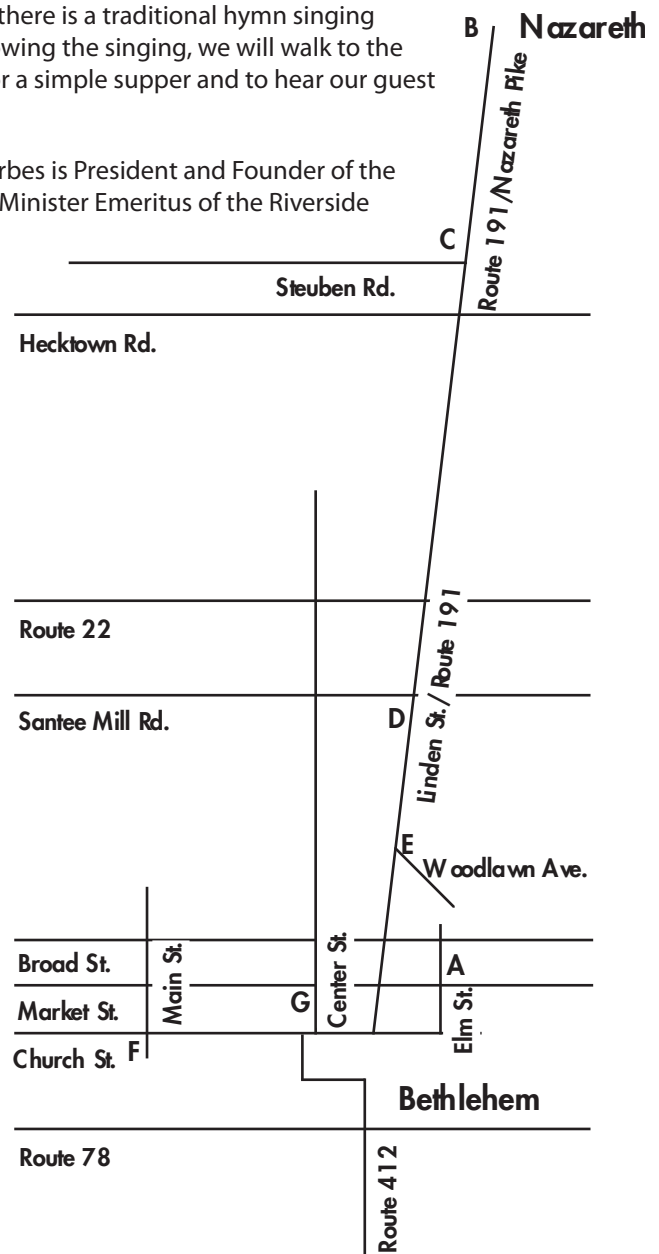 there is a traditional hymn singing
owing the singing, we will walk to the
r a simple supper and to hear our guest
rbes is President and Founder of the
Minister Emeritus of the Riverside
B Nazareth
Route 191/Nazareth Pike
C
Steuben Rd.
Hecktown Rd.
Route 22
Linden St./ Route 191
Santee Mill Rd.
D
E
Woodlawn Ave.
Broad St.
Main St.
Center St.
A
Market St.
G
Elm St.
Church St. F
Bethlehem
Route 78
Route 412